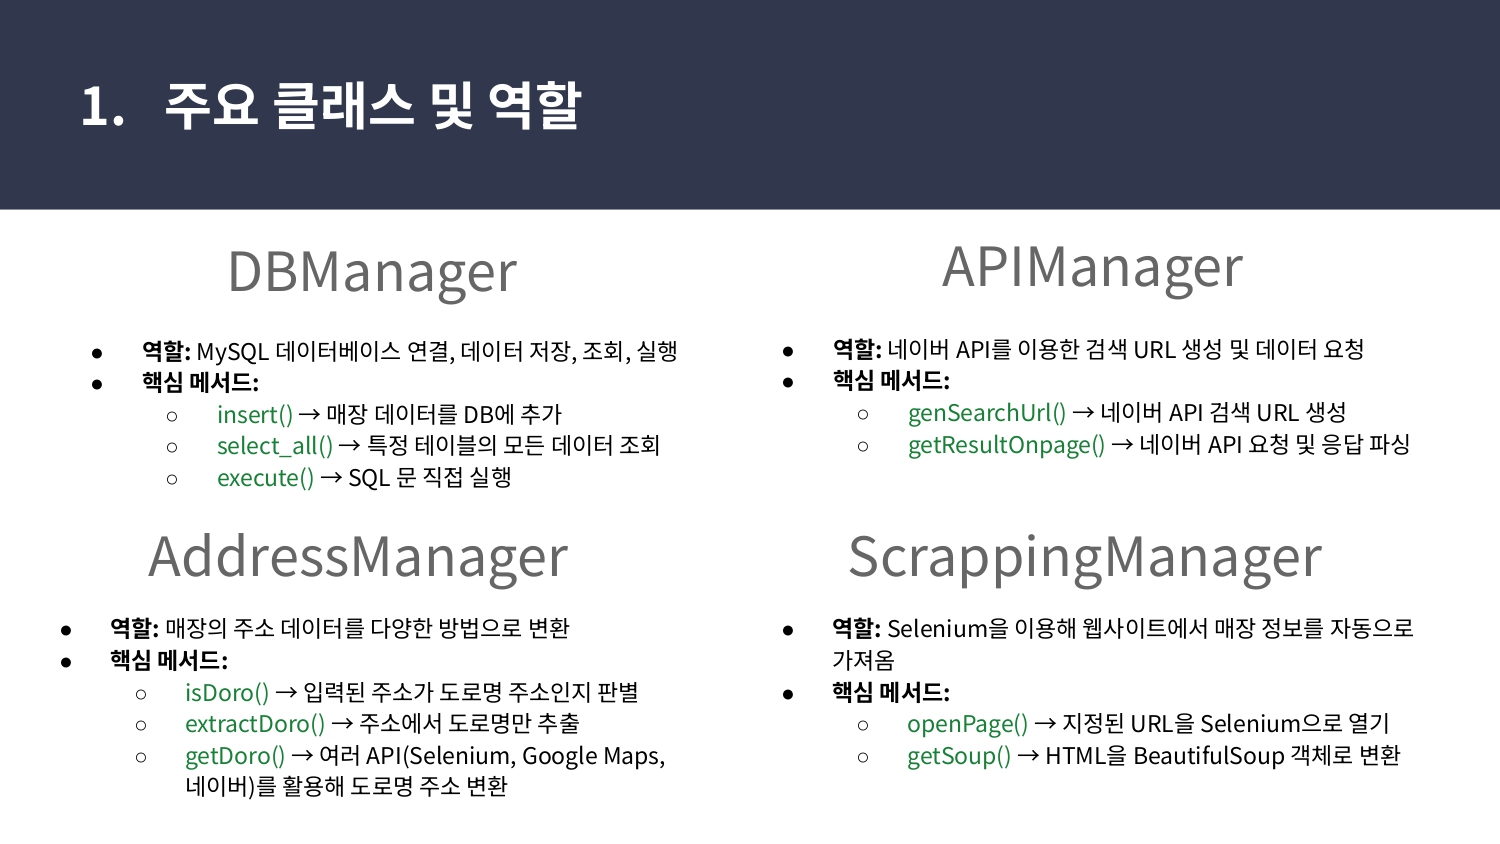 1. 주요 클래스 및 역할
DBManager
● 역할: MySQL 데이터베이스 연결, 데이터 저장, 조회, 실행
● 핵심 메서드:
○ insert() → 매장 데이터를 DB에 추가
○ select_all() → 특정 테이블의 모든 데이터 조회
○ execute() → SQL 문 직접 실행
APIManager
● 역할: 네이버 API를 이용한 검색 URL 생성 및 데이터 요청
● 핵심 메서드:
○ genSearchUrl() → 네이버 API 검색 URL 생성
○ getResultOnpage() → 네이버 API 요청 및 응답 파싱
AddressManager
● 역할: 매장의 주소 데이터를 다양한 방법으로 변환
● 핵심 메서드:
○ isDoro() → 입력된 주소가 도로명 주소인지 판별
○ extractDoro() → 주소에서 도로명만 추출
○ getDoro() → 여러 API(Selenium, Google Maps,
네이버)를 활용해 도로명 주소 변환
ScrappingManager
● 역할: Selenium을 이용해 웹사이트에서 매장 정보를 자동으로
가져옴
● 핵심 메서드:
○ openPage() → 지정된 URL을 Selenium으로 열기
○ getSoup() → HTML을 BeautifulSoup 객체로 변환